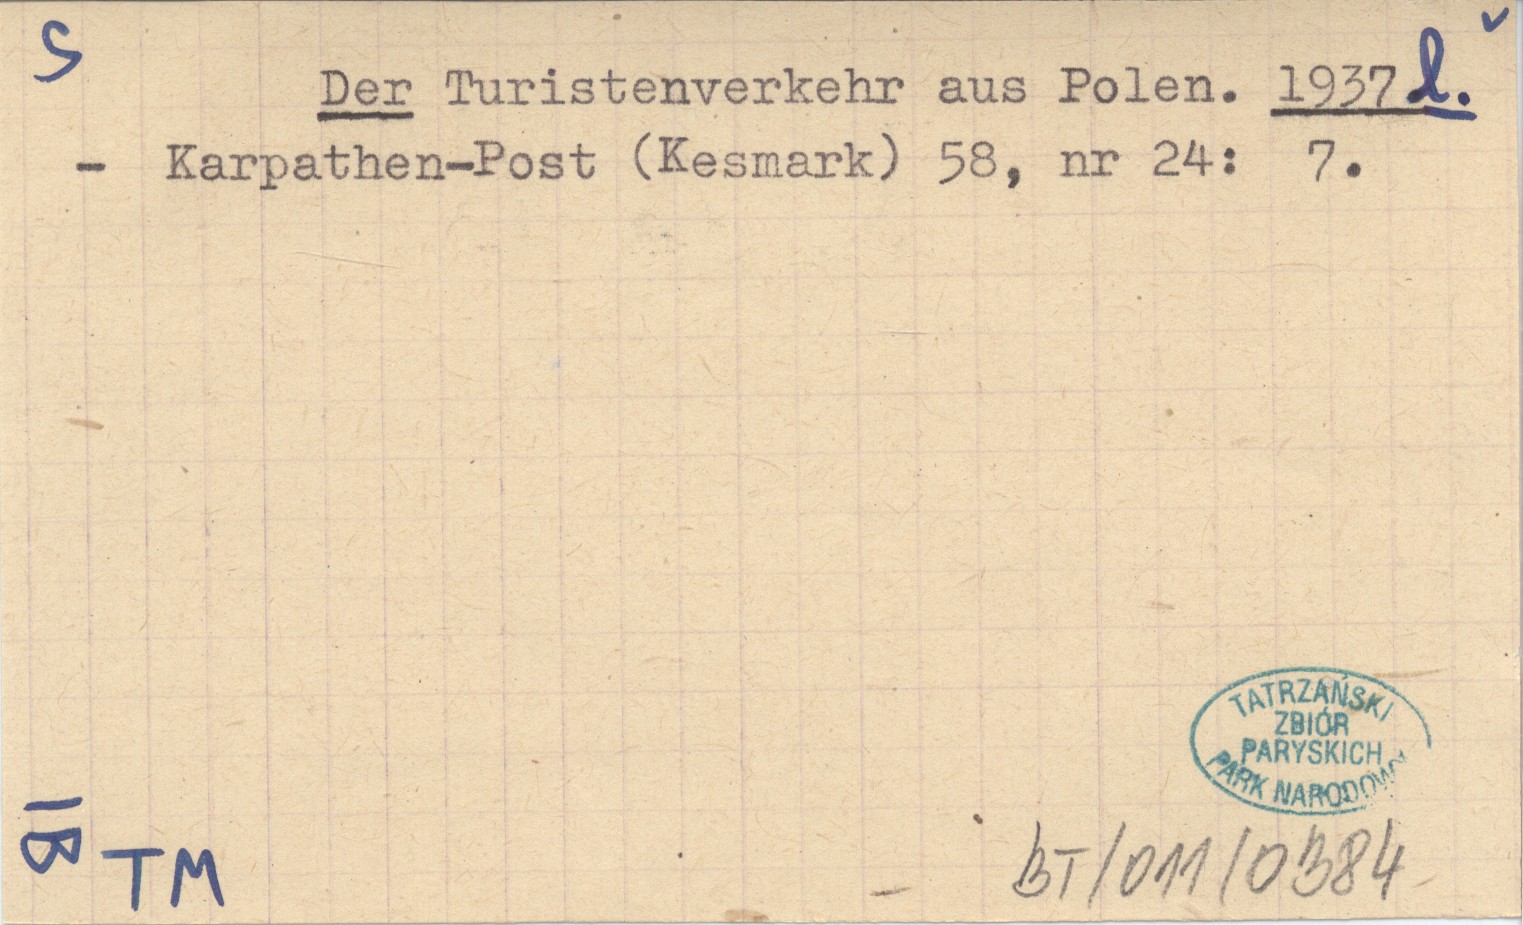 S
v
Der Turistenverkehr aus Polen. 1937 l.
- Karpathen-Post (Kesmark) 58, nr 24: 7.
TATRZAŃSKI
ZBIÓR
PARYSKICH
PARK NARODOWY
IB
TM
BT/011/0384